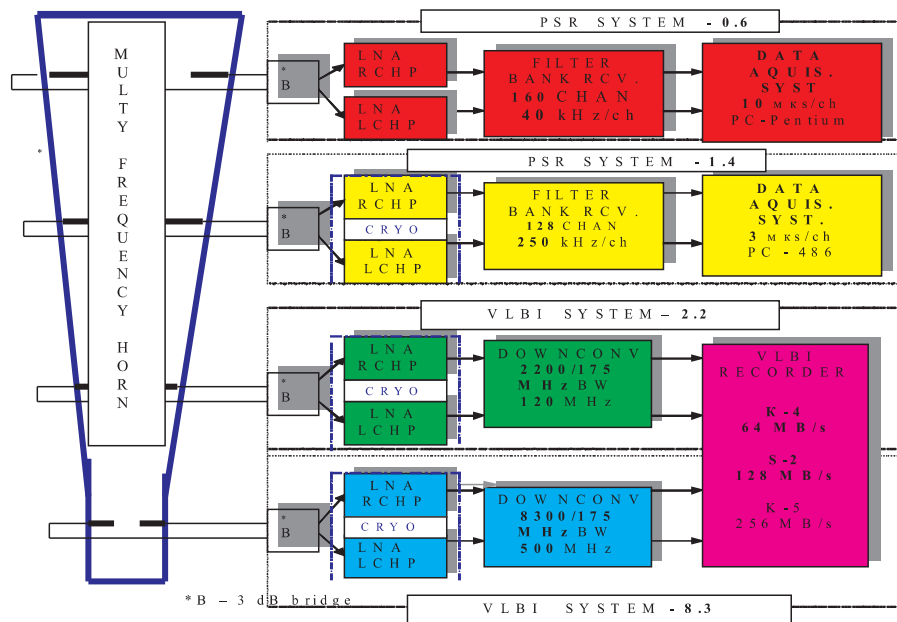 MULTY FREQUENCY HORN
*
PSR SYSTEM - 0.6
*
B
LNA
RCHP
LNA
LCHP
FILTER
BANK RCV.
160 CHAN
40 kHz/ch
DATA
AQUIS.
SYST
10 мкs/ch
PC-Pentium
PSR SYSTEM - 1.4
*
B
LNA
RCHP
CRYO
LNA
LCHP
FILTER
BANK RCV.
128 CHAN
250 kHz/ch
DATA
AQUIS.
SYST.
3 мкs/ch
PC - 486
VLBI SYSTEM – 2.2
*
B
LNA
RCHP
CRYO
LNA
LCHP
DOWNCONV
2200/175
MHz BW
120 MHz
VLBI
RECORDER
K-4
64 MB/s
S-2
128 MB/s
K-5
256 MB/s
*
B
LNA
RCHP
CRYO
LNA
LCHP
DOWNCONV
8300/175
MHz BW
500 MHz
*B – 3 dB bridge
VLBI SYSTEM - 8.3